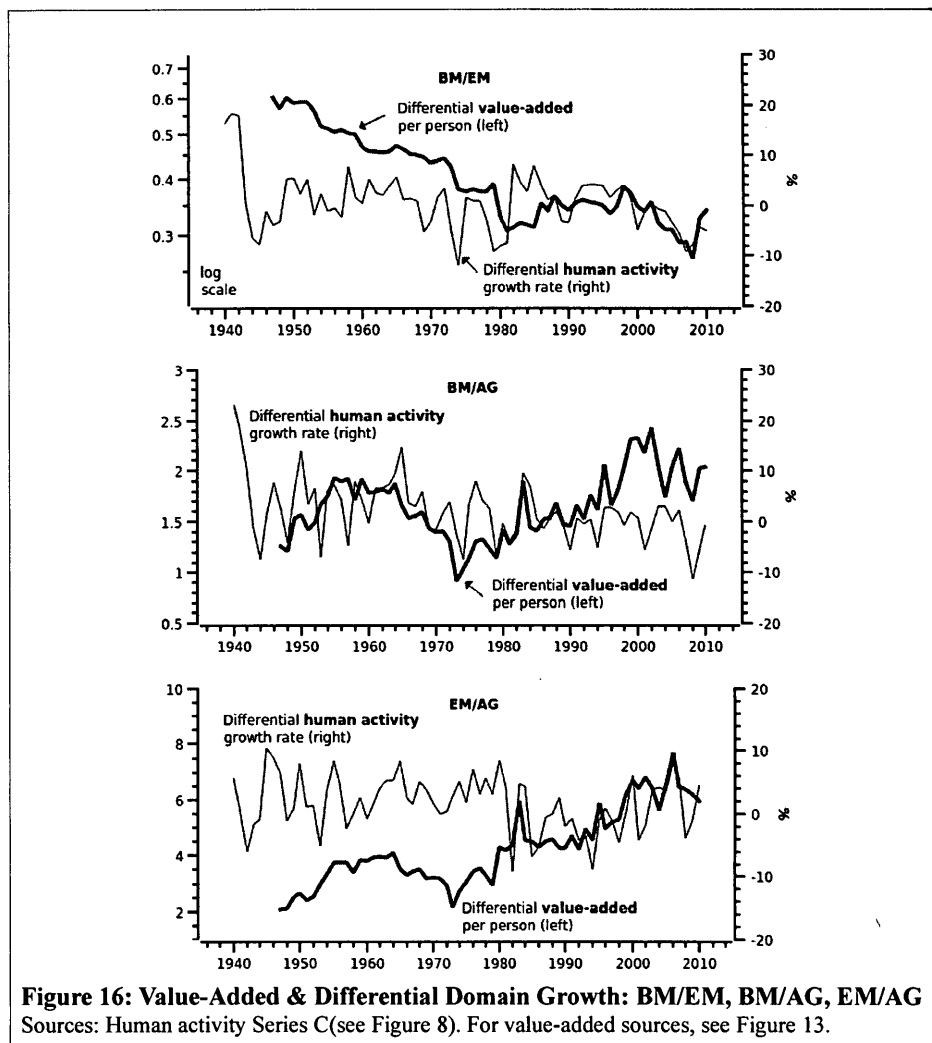 BM/EM
0.7
0.6
0.5
0.4
0.3
30
20
10
0
-10
-20
%
Differential value-added
per person (left)
Differential human activity
growth rate (right)
log
scale
1940 1950 1960 1970 1980 1990 2000 2010
BM/AG
3
2.5
2
1.5
1
0.5
30
20
10
0
-10
-20
%
Differential human activity
growth rate (right)
Differential value-added
per person (left)
1940 1950 1960 1970 1980 1990 2000 2010
EM/AG
10
8
6
4
2
20
10
0
-10
-20
%
Differential human activity
growth rate (right)
Differential value-added
per person (left)
1940 1950 1960 1970 1980 1990 2000 2010
Figure 16: Value-Added & Differential Domain Growth: BM/EM, BM/AG, EM/AG
Sources: Human activity Series C(see Figure 8). For value-added sources, see Figure 13.